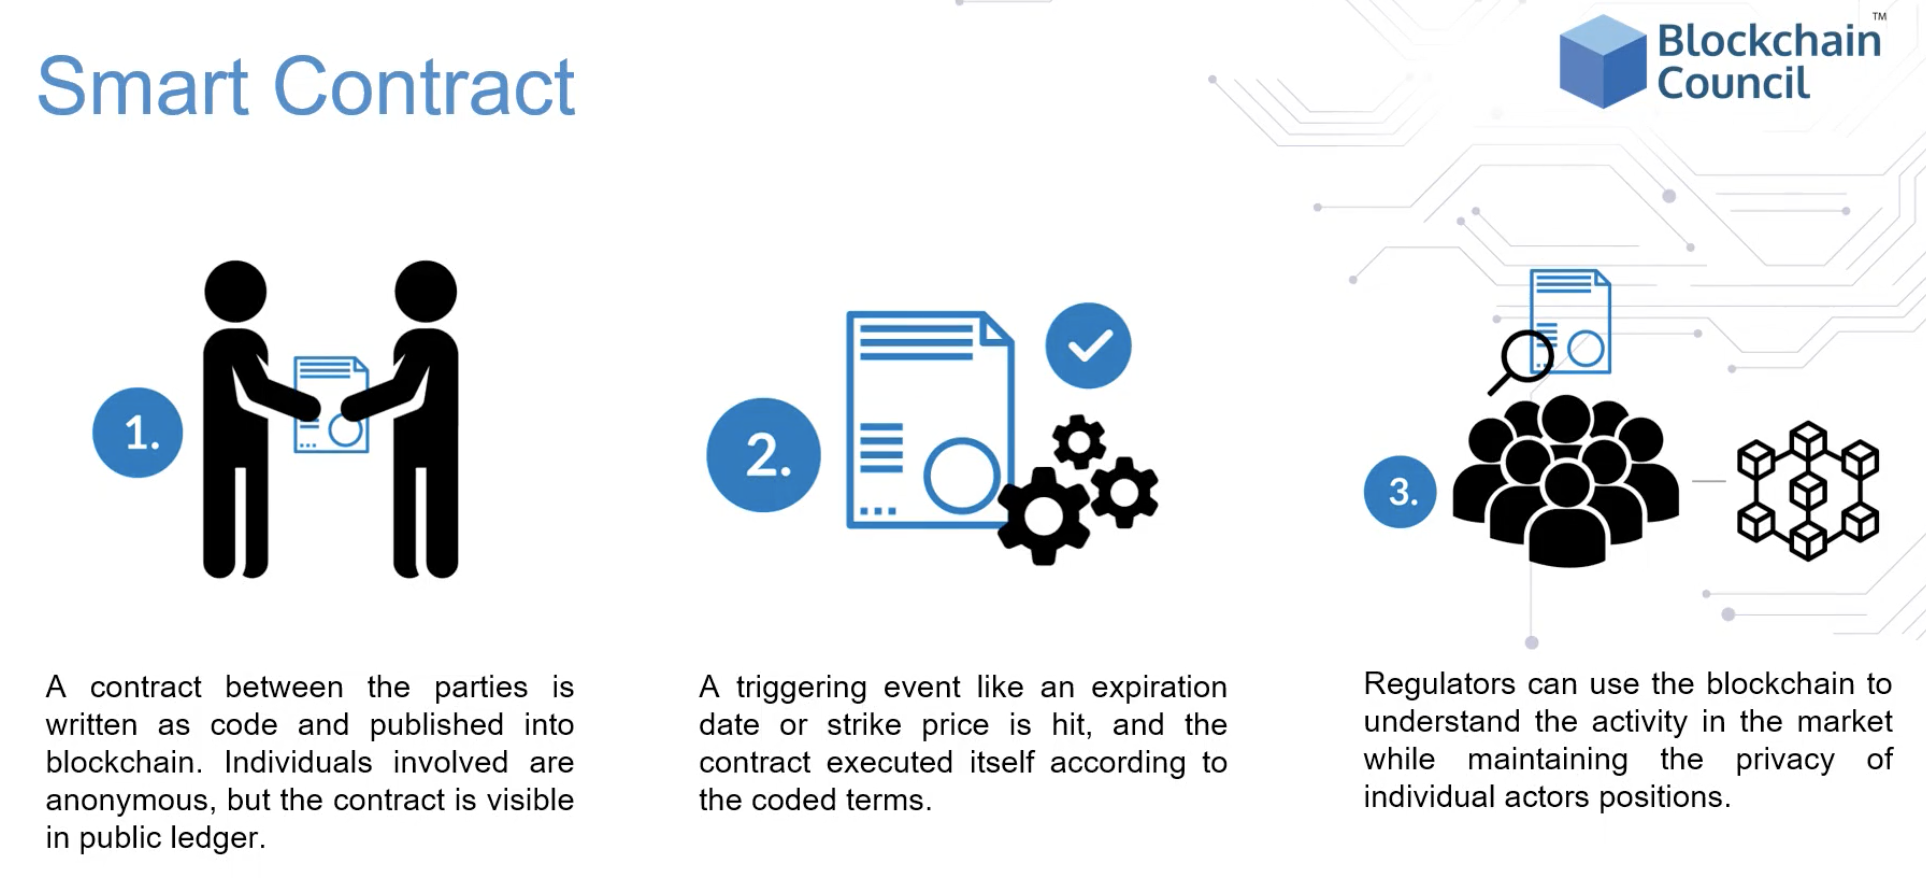 Smart Contract
Blockchain
Council
TM
1.
A contract between the parties is
written as code and published into
blockchain. Individuals involved are
anonymous, but the contract is visible
in public ledger.
2.
A triggering event like an expiration
date or strike price is hit, and the
contract executed itself according to
the coded terms.
3.
Regulators can use the blockchain to
understand the activity in the market
while maintaining the privacy of
individual actors positions.